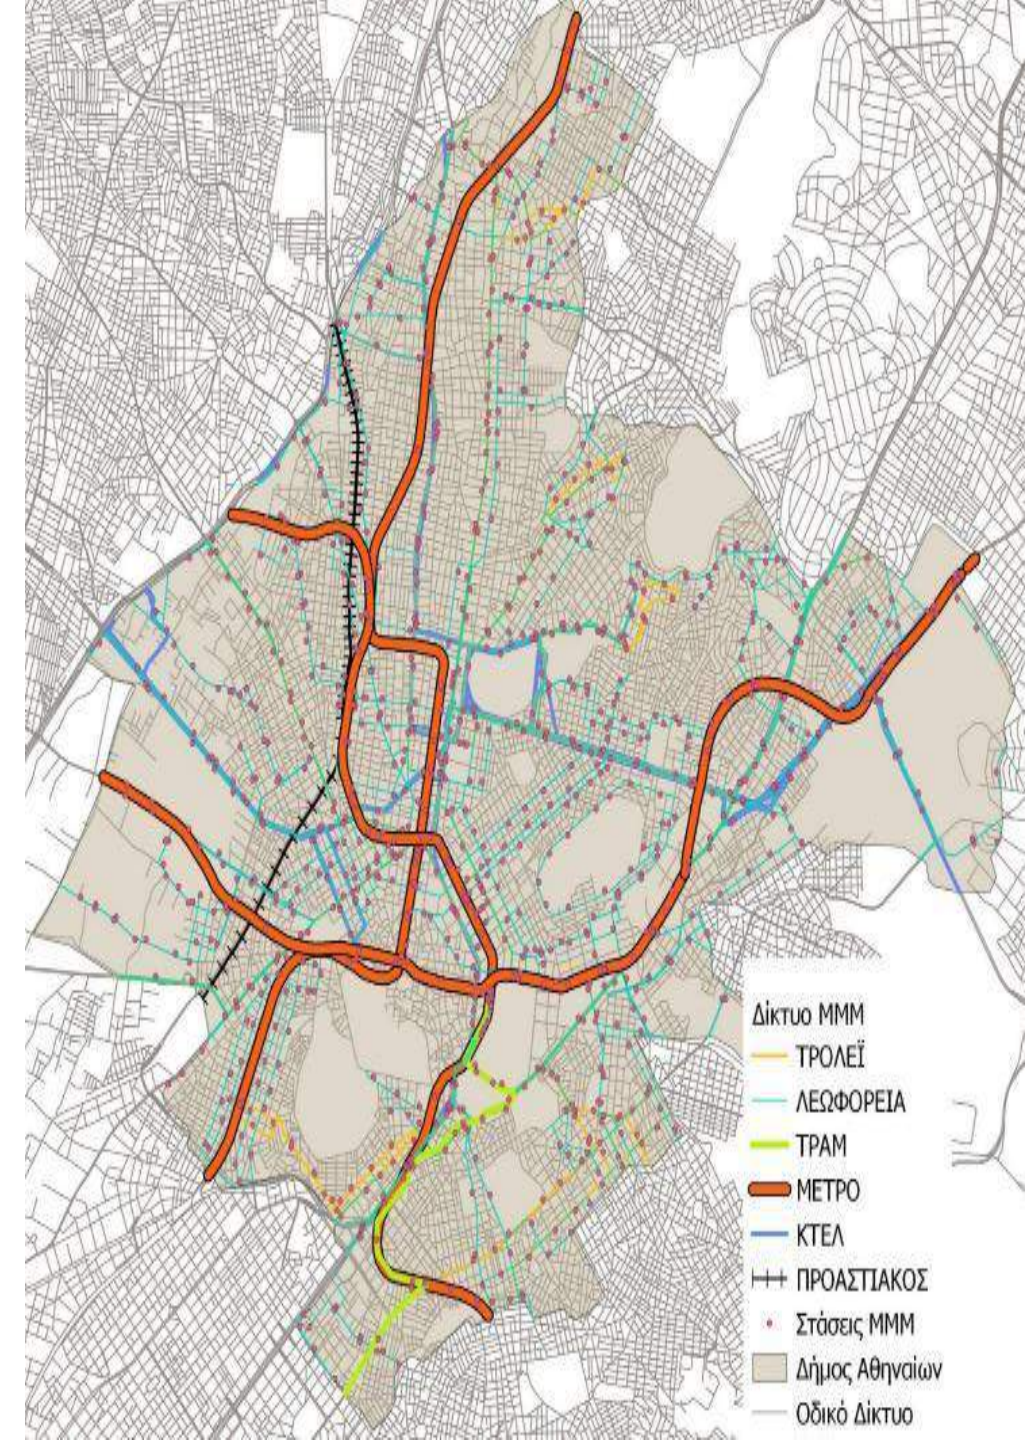 Δίκτυο ΜΜΜ
ΤΡΟΛΕΪ
ΛΕΩΦΟΡΕΙΑ
ΤΡΑΜ
ΜΕΤΡΟ
ΚΤΕΛ
ΠΡΟΑΣΤΙΑΚΟΣ
Στάσεις ΜΜΜ
Δήμος Αθηναίων
Οδικό Δίκτυο